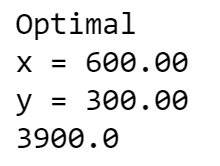 Optimal
x = 600.00
y = 300.00
3900.0